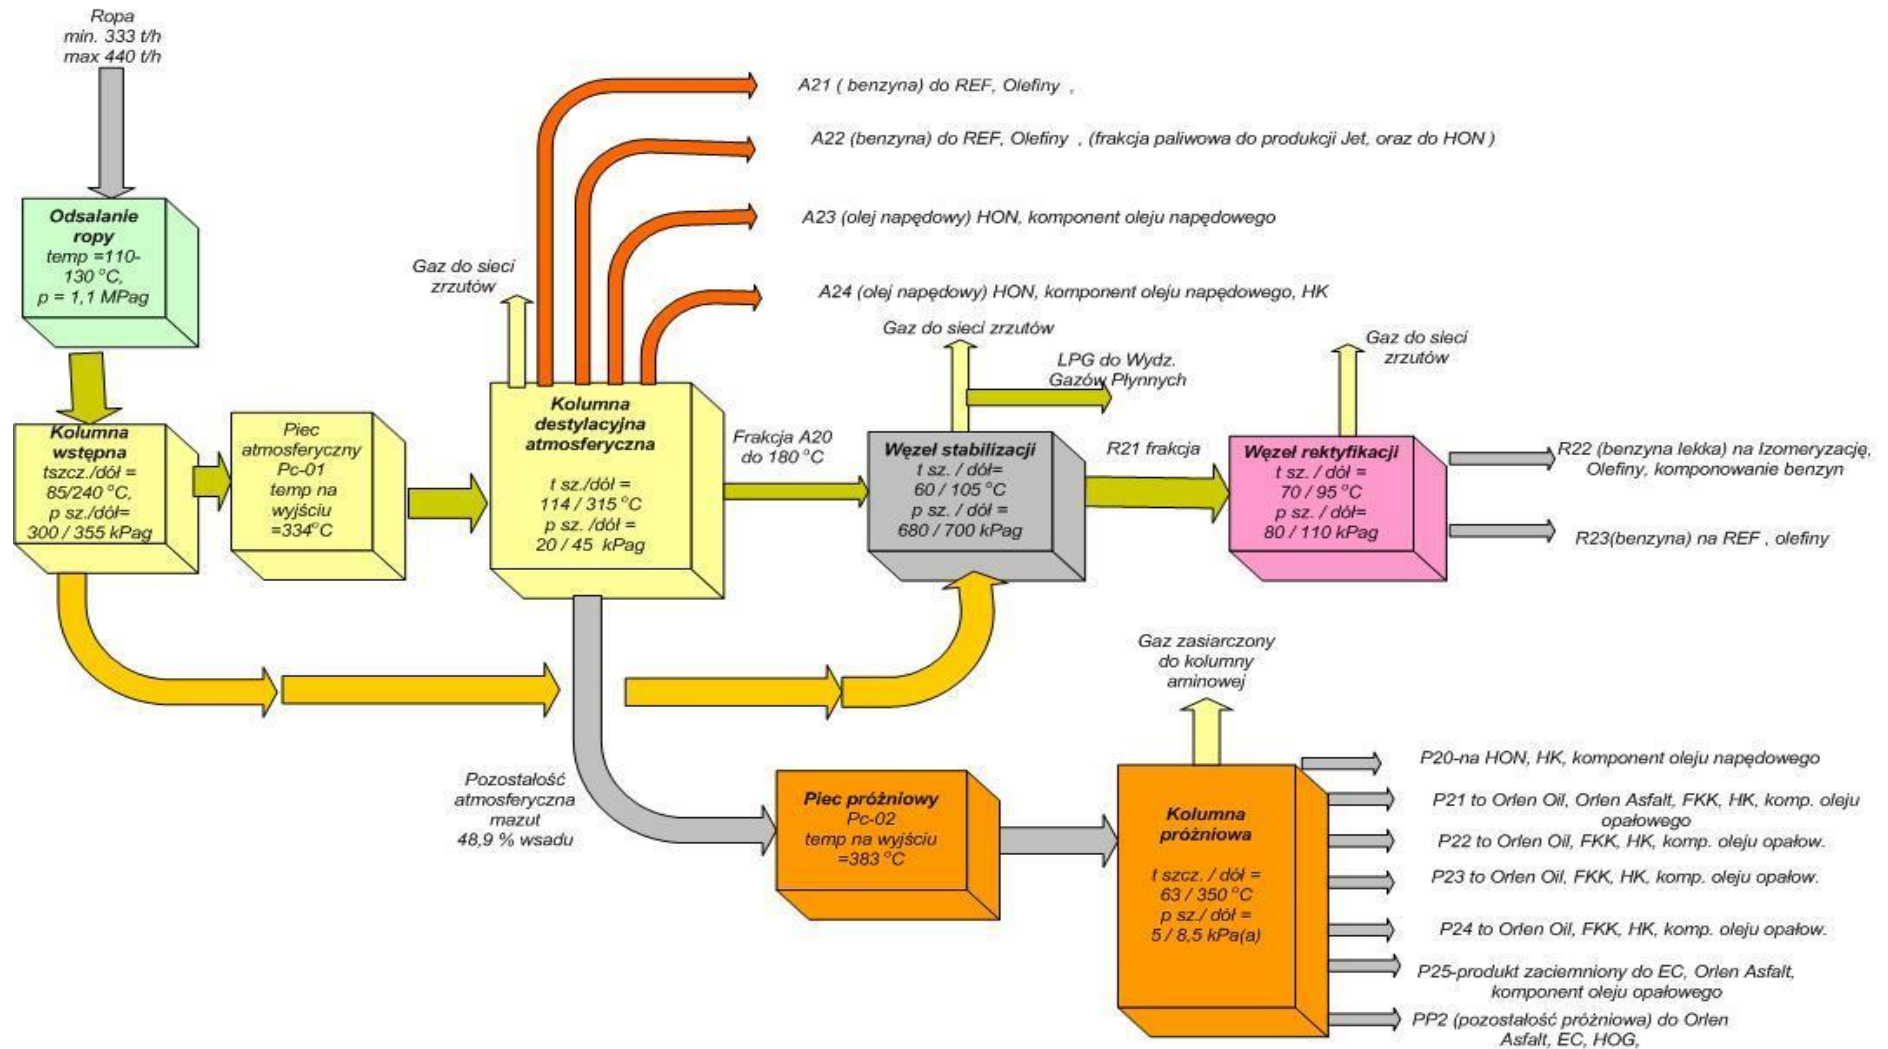 Ropa
min. 333 t/h
max 440 t/h
Odsalanie
ropy
temp =110-
130 °C,
p = 1,1 MPag
Kolumna
wstępna
tszcz./dół =
85/240 °C,
p sz./dół=
300 / 355 kPag
Piec
atmosferyczny
Pc-01
temp na
wyjściu
=334°C
Gaz do sieci
zrzutów
Kolumna
destylacyjna
atmosferyczna
t sz./dół =
114 / 315 °C
p sz. /dół =
20 / 45 kPag
A21 ( benzyna) do REF, Olefiny ,
A22 (benzyna) do REF, Olefiny , (frakcja paliwowa do produkcji Jet, oraz do HON )
A23 (olej napędowy) HON, komponent oleju napędowego
A24 (olej napędowy) HON, komponent oleju napędowego, HK
Frakcja A20
do 180 °C
Gaz do sieci zrzutów
LPG do Wydz.
Gazów Płynnych
Węzeł stabilizacji
t sz. / dół=
60 / 105 °C
p sz. / dół =
680 / 700 kPag
R21 frakcja
Gaz do sieci
zrzutów
Węzeł rektyfikacji
t sz. / dół =
70 / 95 °C
p sz. / dół=
80 / 110 kPag
R22 (benzyna lekka) na Izomeryzację,
Olefiny, komponowanie benzyn
R23(benzyna) na REF , olefiny
Pozostałość
atmosferyczna
mazut
48,9 % wsadu
Piec próżniowy
Pc-02
temp na wyjściu
=383 °C
Gaz zasiarczony
do kolumny
aminowej
Kolumna
próżniowa
t szcz. / dół =
63 / 350 °C
p sz./ dół =
5 / 8,5 kPa(a)
P20-na HON, HK, komponent oleju napędowego
P21 to Orlen Oil, Orlen Asfalt, FKK, HK, komp. oleju
opałowego
P22 to Orlen Oil, FKK, HK, komp. oleju opałow.
P23 to Orlen Oil, FKK, HK, komp. oleju opałow.
P24 to Orlen Oil, FKK, HK, komp. oleju opałow.
P25-produkt zaciemniony do EC, Orlen Asfalt,
komponent oleju opałowego
PP2 (pozostałość próżniowa) do Orlen
Asfalt, EC, HOG,